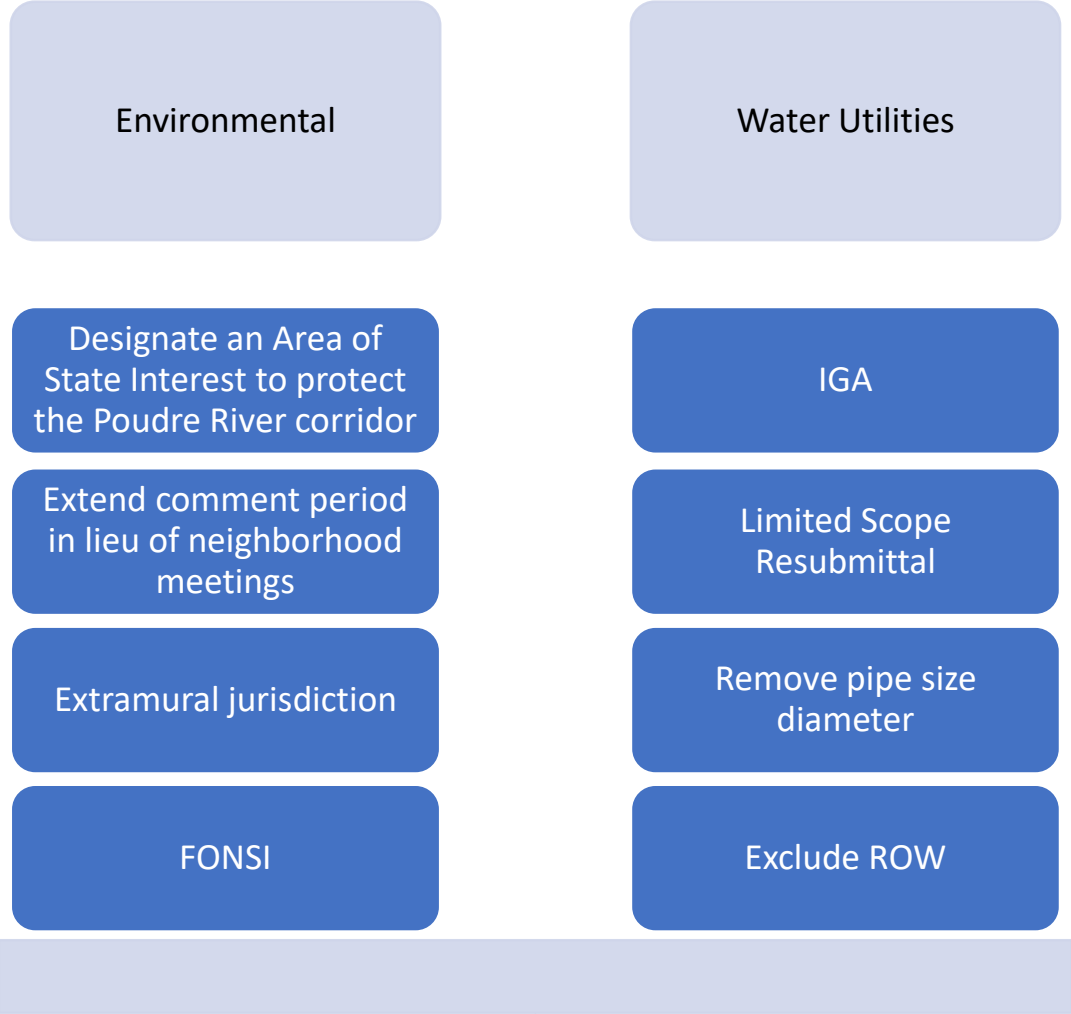 Environmental
Designate an Area of
State Interest to protect
the Poudre River corridor
Extend comment period
in lieu of neighborhood
meetings
Extramural jurisdiction
FONSI
Water Utilities
IGA
Limited Scope
Resubmittal
Remove pipe size
diameter
Exclude ROW